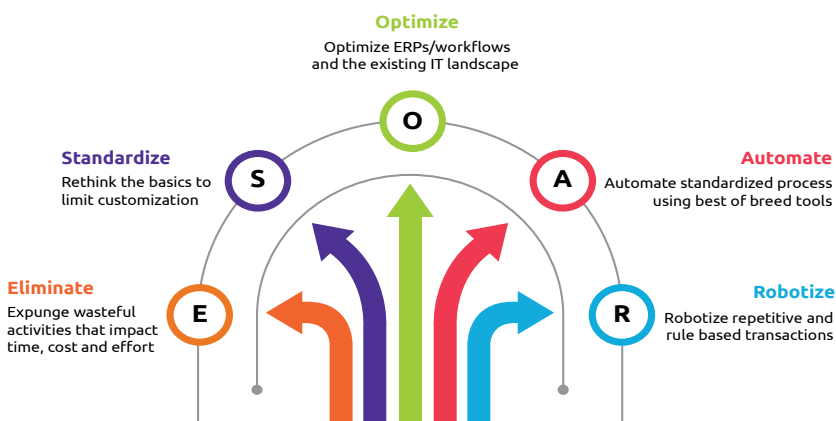 Optimize
Optimize ERPs/workflows
and the existing IT landscape
O
Standardize
Rethink the basics to
limit customization
S
A
Automate
Automate standardized process
using best of breed tools
Eliminate
Expunge wasteful
activities that impact
time, cost and effort
E
R
Robotize
Robotize repetitive and
rule based transactions